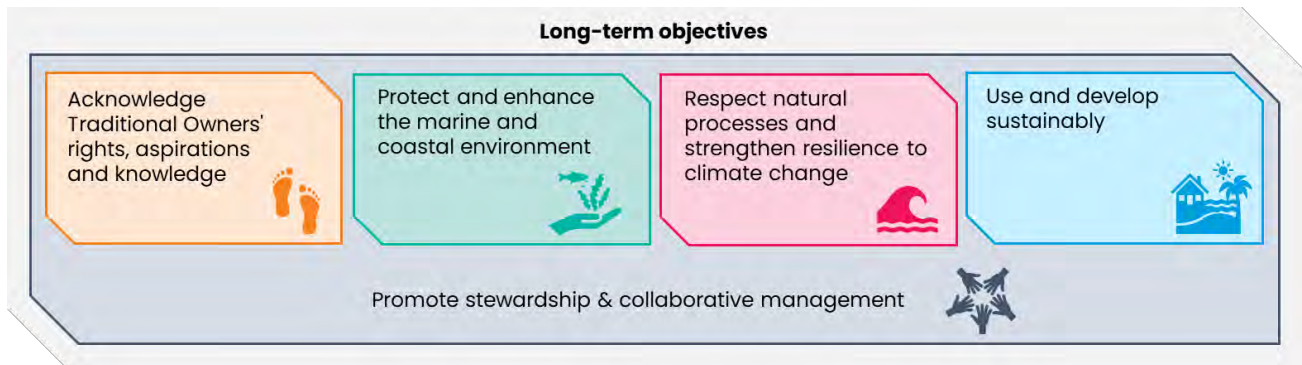 Long-term objectives
Acknowledge
Traditional Owners'
rights, aspirations
and knowledge
Protect and enhance
the marine and
coastal environment
Respect natural
processes and
strengthen resilience to
climate change
Use and develop
sustainably
Promote stewardship & collaborative management